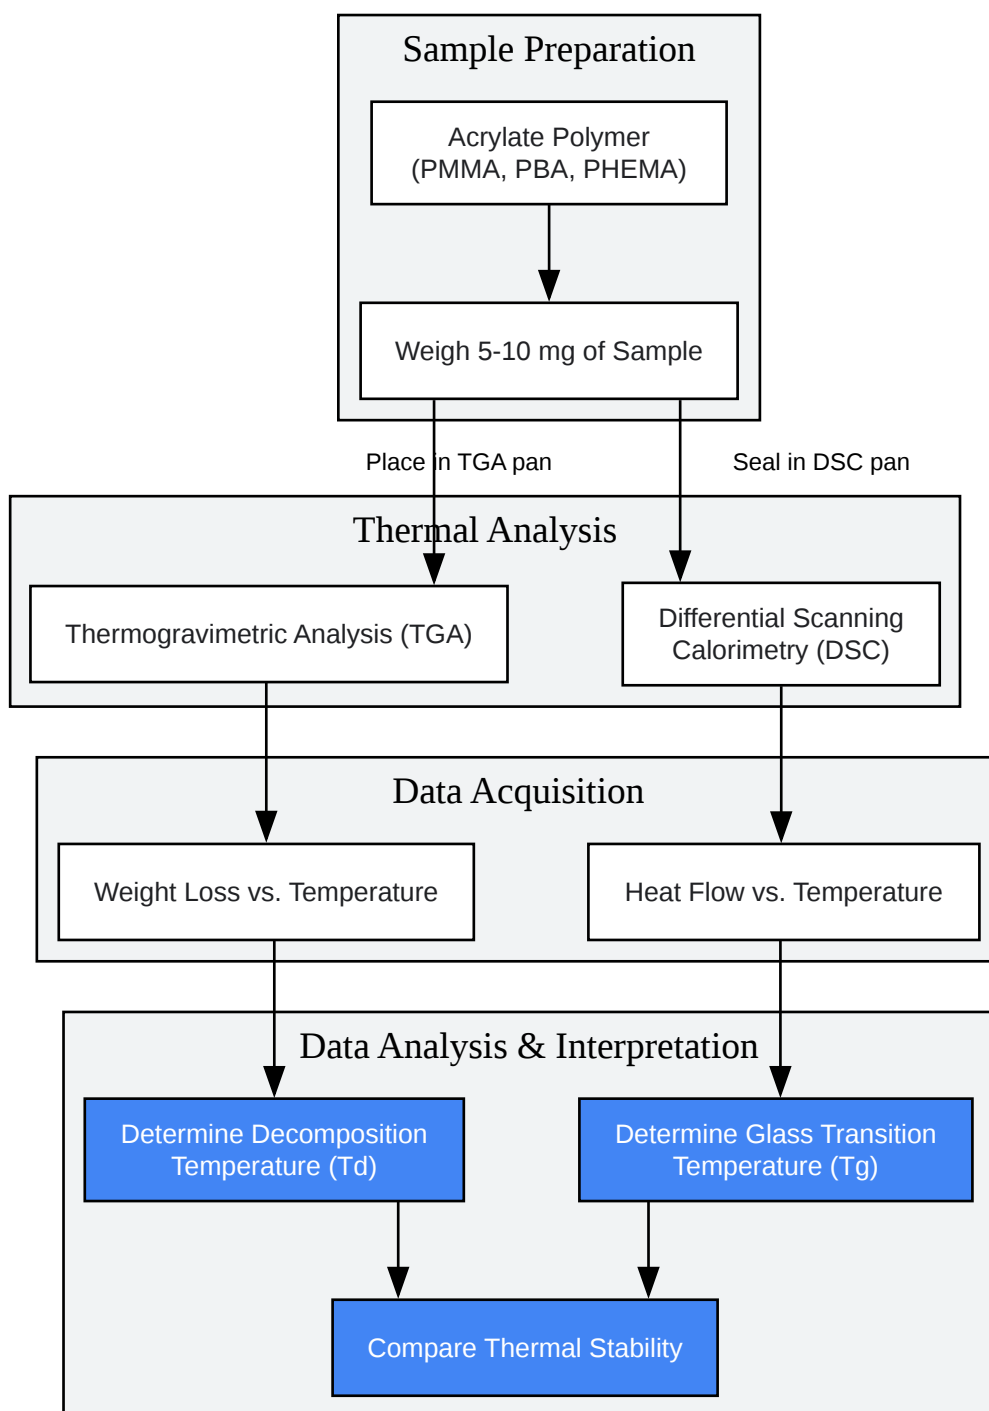 Sample Preparation
Acrylate Polymer
(PMMA, PBA, PHEMA)
Weigh 5-10 mg of Sample
Place in TGA pan
Seal in DSC pan
Thermal Analysis
Thermogravimetric Analysis (TGA)
Differential Scanning
Calorimetry (DSC)
Data Acquisition
Weight Loss vs. Temperature
Heat Flow vs. Temperature
Data Analysis & Interpretation
Determine Decomposition
Temperature (Td)
Determine Glass Transition
Temperature (Tg)
Compare Thermal Stability